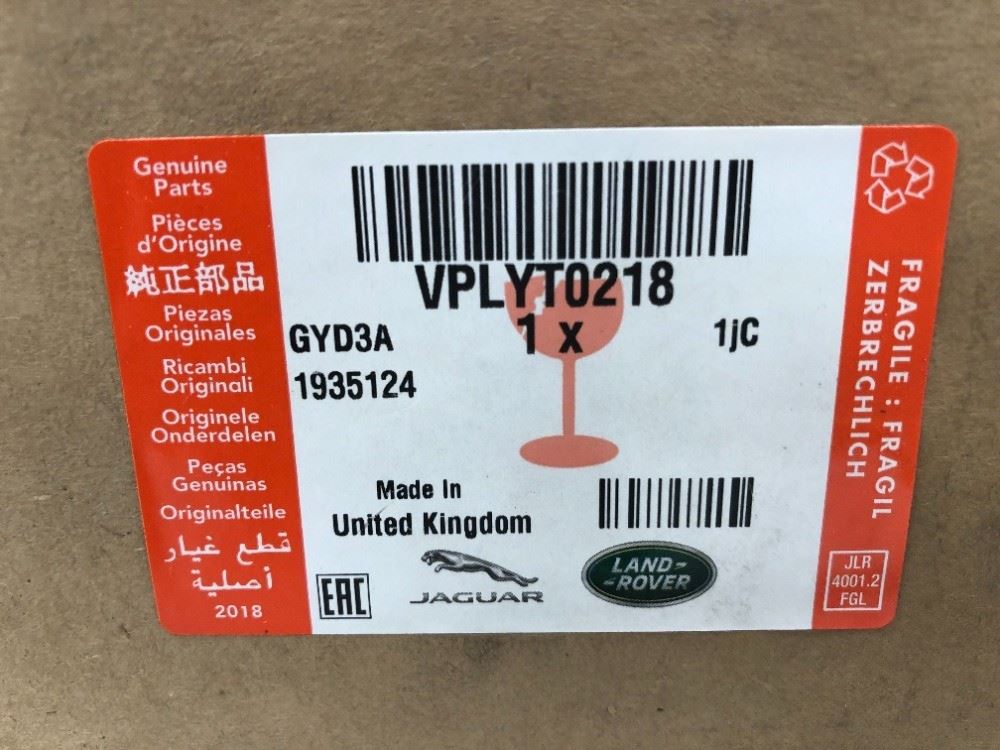 Genuine
Parts
Pièces
d'Origine
純正部品
Piezas
Originales
Ricambi
Originali
Originele
Onderdelen
Peças
Genuinas
Originalteile
قطع غيار
أصلية
2018
VPLYT0218
GYD3A
1 x
1jC
1935124
Made In
United Kingdom
EAC
JAGUAR
LAND-
-ROVER
FRAGILE : FRAGIL
ZERBRECHLICH
JLR
4001.2
FGL